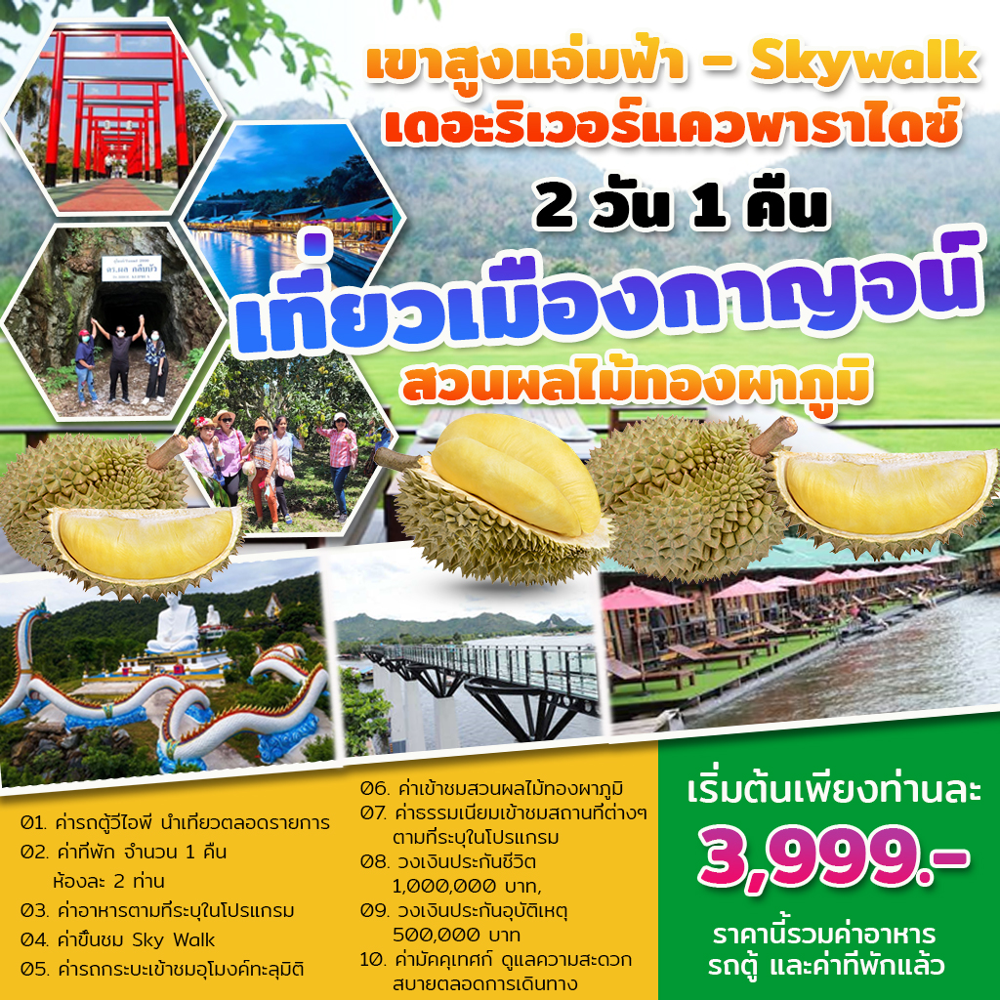 เขาสูงแจ่มฟ้า – Skywalk
เดอะริเวอร์แควพาราไดซ์
2 วัน 1 คืน
เที่ยวเมืองกาญจน์
สวนผลไม้ทองผาภูมิ
ดร.ผล กลีบบัว
01. ค่ารถตู้วีไอพี นำเที่ยวตลอดรายการ
02. ค่าที่พัก จำนวน 1 คืน
ห้องละ 2 ท่าน
03. ค่าอาหารตามที่ระบุในโปรแกรม
04. ค่าขึ้นชม Sky Walk
05. ค่ารถกระบะเข้าชมอุโมงค์ทะลุมิติ
06. ค่าเข้าชมสวนผลไม้ทองผาภูมิ
07. ค่าธรรมเนียมเข้าชมสถานที่ต่างๆ
ตามที่ระบุในโปรแกรม
08. วงเงินประกันชีวิต
1,000,000 บาท,
09. วงเงินประกันอุบัติเหตุ
500,000 บาท
10. ค่ามัคคุเทศก์ ดูแลความสะดวก
สบายตลอดการเดินทาง
เริ่มต้นเพียงท่านละ
3,999.-
ราคานี้รวมค่าอาหาร
รถตู้ และค่าที่พักแล้ว